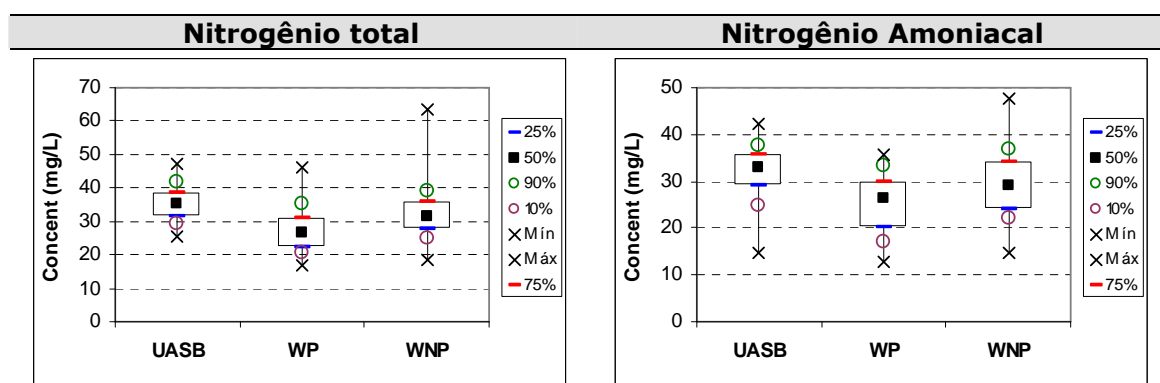 Nitrogênio total
Nitrogênio Amoniacal
Concent (mg/L)
70
60
50
40
30
20
10
0
UASB
WP
WNP
25%
50%
90%
10%
Mín
Máx
75%
Concent (mg/L)
50
40
30
20
10
0
UASB
WP
WNP
25%
50%
90%
10%
Mín
Máx
75%